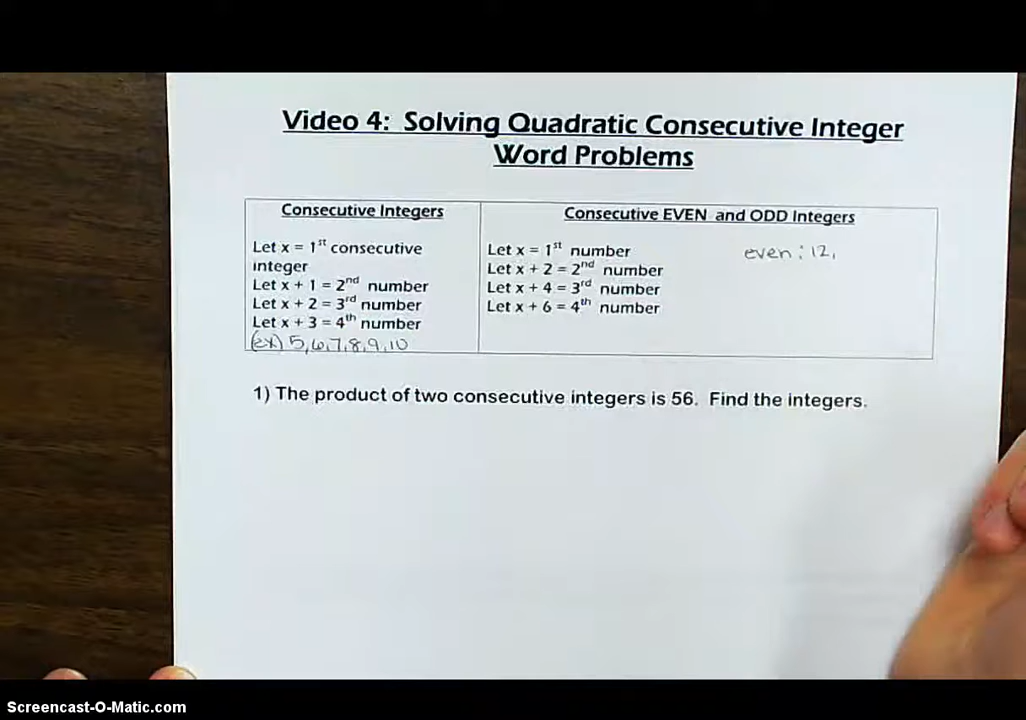 Video 4: Solving Quadratic Consecutive Integer
Word Problems
Consecutive Integers
Let x = 1st consecutive
integer
Let x + 1 = 2nd number
Let x + 2 = 3rd number
Let x + 3 = 4th number
(ex) 5,6,7,8,9,10
Consecutive EVEN and ODD Integers
Let x = 1st number
Let x + 2 = 2nd number
Let x + 4 = 3rd number
Let x + 6 = 4th number
even: 12,
1) The product of two consecutive integers is 56. Find the integers.
Screencast-O-Matic.com